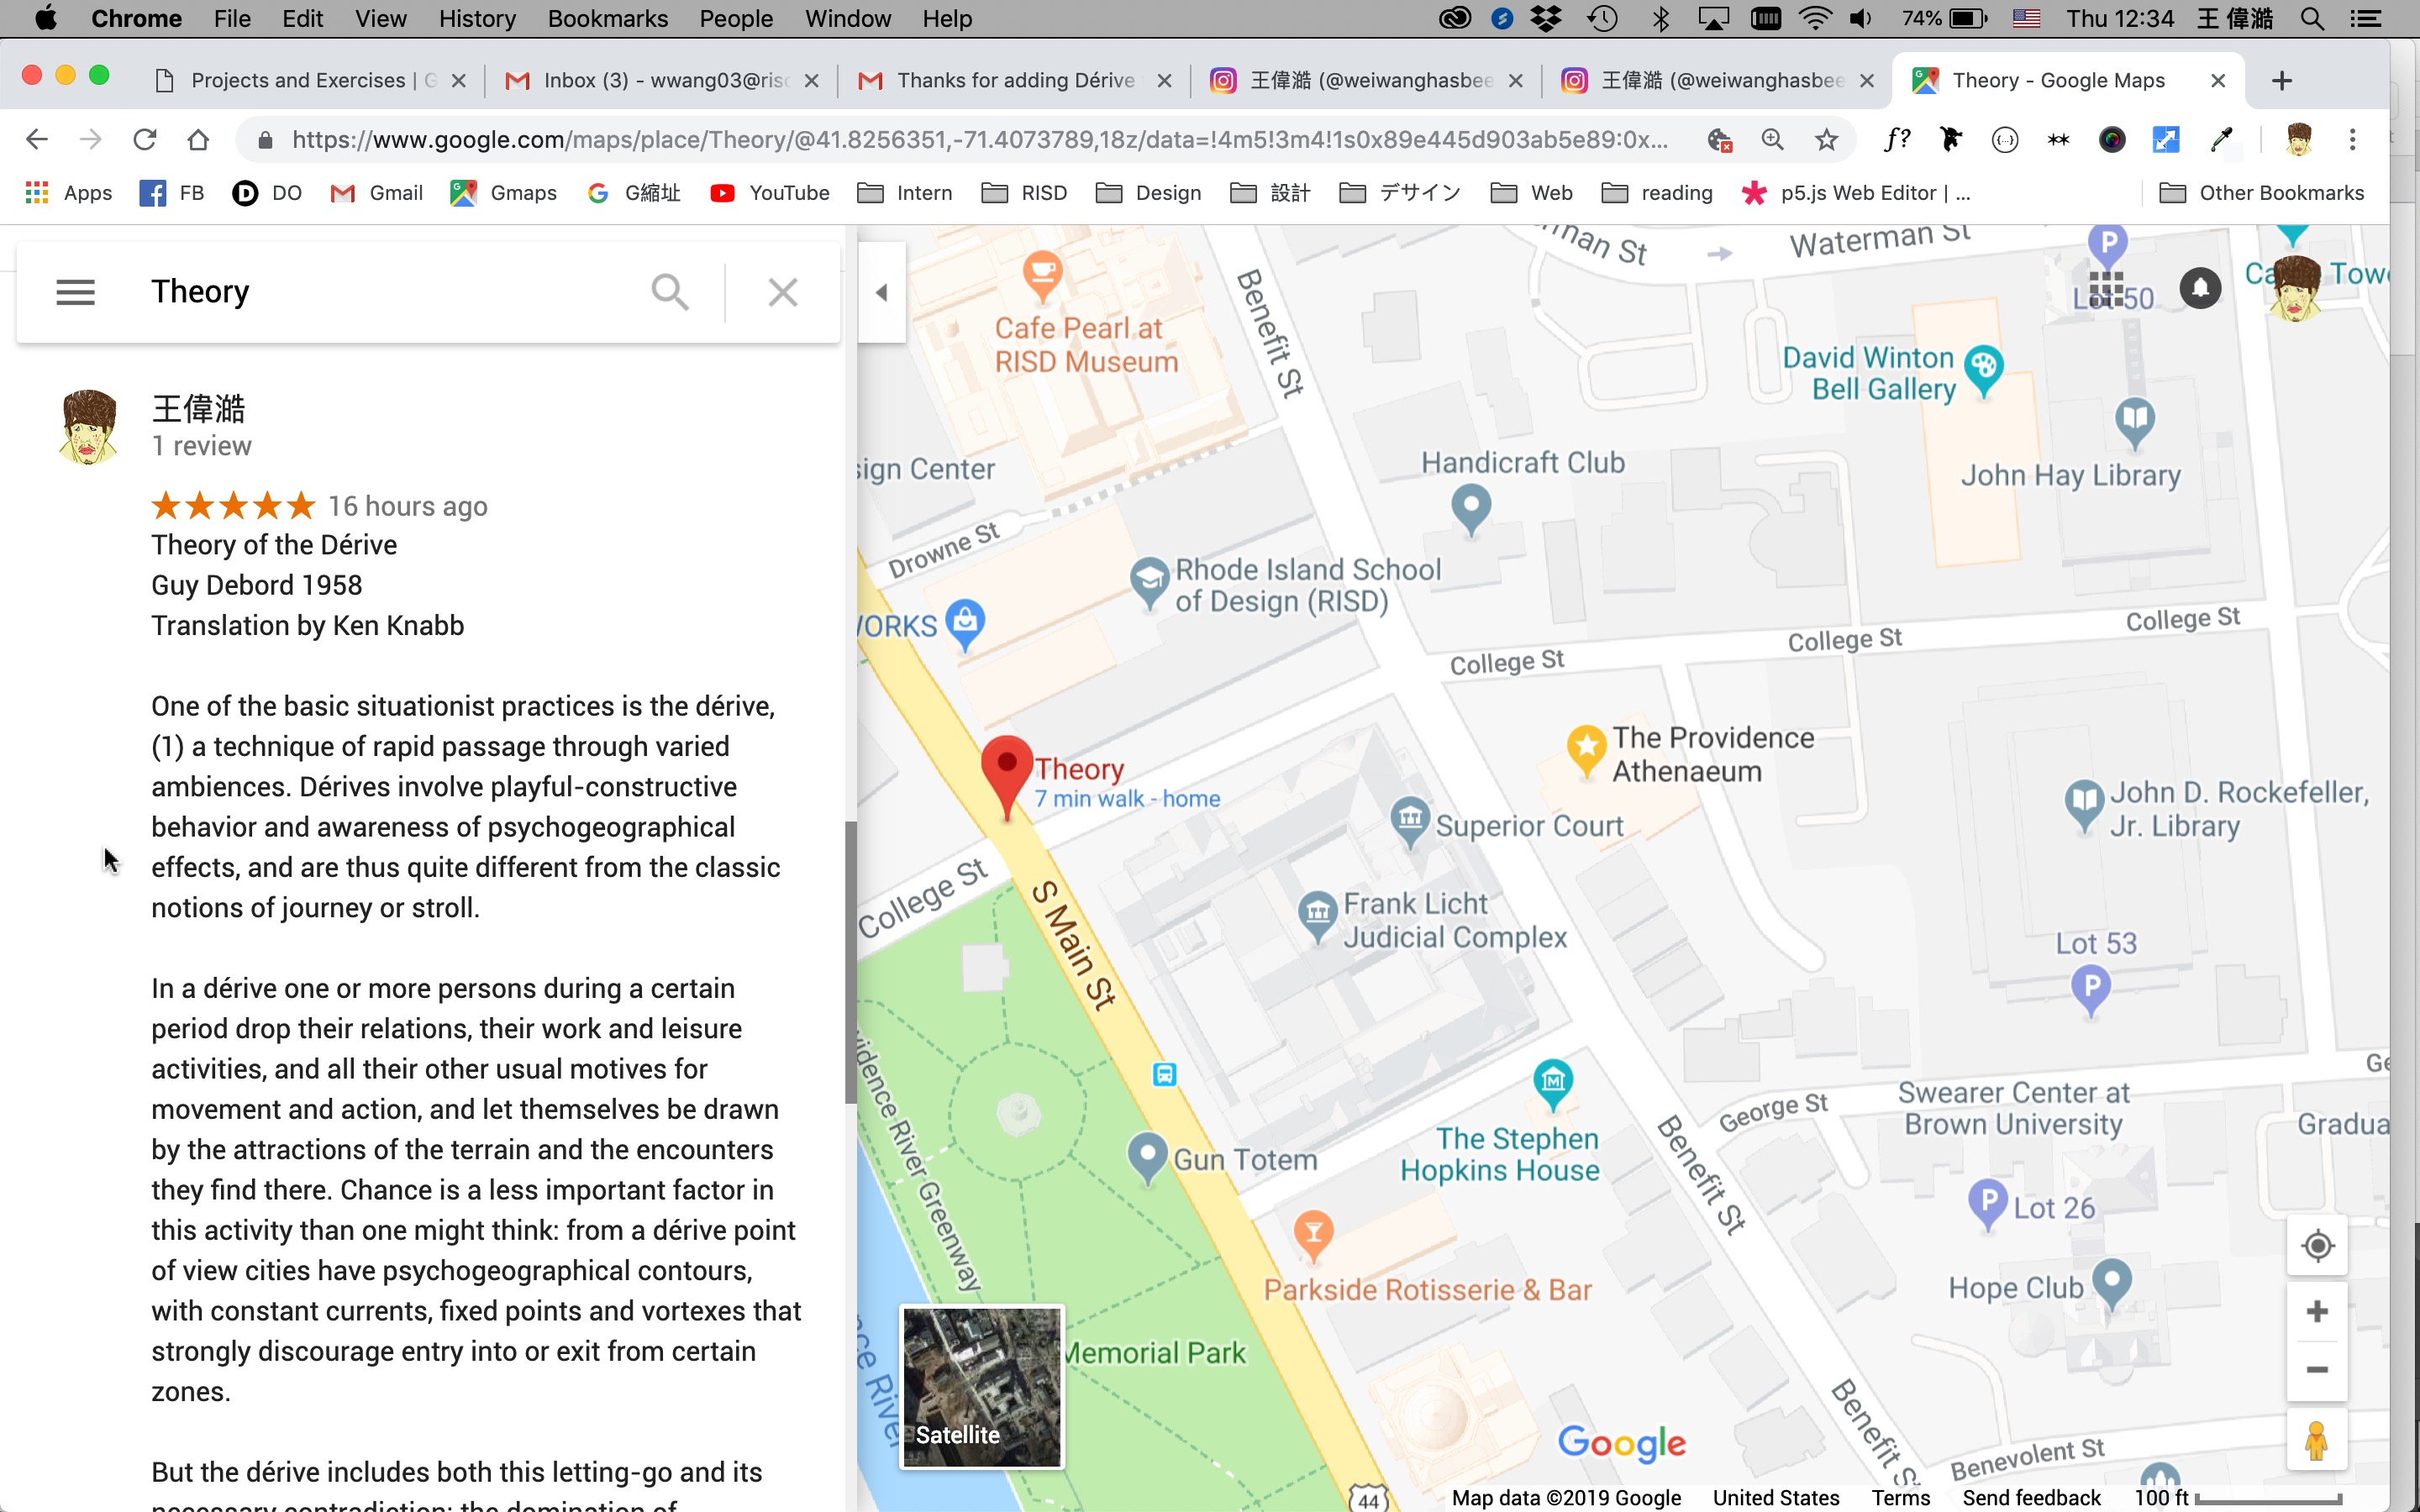 Chrome File Edit View History Bookmarks People Window Help
74% Thu 12:34 王 偉澔
Projects and Exercises | G
Inbox (3) - wwang03@risd
Thanks for adding Dérive
王偉澔 (@weiwanghasbee
王偉澔 (@weiwanghasbee
Theory - Google Maps
https://www.google.com/maps/place/Theory/@41.8256351,-71.4073789,18z/data=!4m5!3m4!1s0x89e445d903ab5e89:0x...
f?
Apps FB DO Gmail Gmaps G縮址 YouTube Intern RISD Design 設計 デザイン Web reading p5.js Web Editor | ... Other Bookmarks
Theory
王偉澔
1 review
16 hours ago
Theory of the Dérive
Guy Debord 1958
Translation by Ken Knabb
One of the basic situationist practices is the dérive,
(1) a technique of rapid passage through varied
ambiences. Dérives involve playful-constructive
behavior and awareness of psychogeographical
effects, and are thus quite different from the classic
notions of journey or stroll.
In a dérive one or more persons during a certain
period drop their relations, their work and leisure
activities, and all their other usual motives for
movement and action, and let themselves be drawn
by the attractions of the terrain and the encounters
they find there. Chance is a less important factor in
this activity than one might think: from a dérive point
of view cities have psychogeographical contours,
with constant currents, fixed points and vortexes that
strongly discourage entry into or exit from certain
zones.
But the dérive includes both this letting-go and its
necessary contradiction: the domination of
Waterman St
Benefit St
Cafe Pearl at
RISD Museum
Lot 50
David Winton
Bell Gallery
John Hay Library
Handicraft Club
sign Center
Drowne St
Rhode Island School
of Design (RISD)
WORKS
College St
College St
College St
The Providence
Athenaeum
Theory
7 min walk - home
John D. Rockefeller,
Jr. Library
Superior Court
College St
S Main St
Frank Licht
Judicial Complex
Lot 53
vidence River Greenway
George St
Swearer Center at
Brown University
Gradua
The Stephen
Hopkins House
Benefit St
Gun Totem
Lot 26
Hope Club
Parkside Rotisserie & Bar
Memorial Park
nce River
Satellite
Benefit St
Benevolent St
Google
44
Map data ©2019 Google United States Terms Send feedback 100 ft